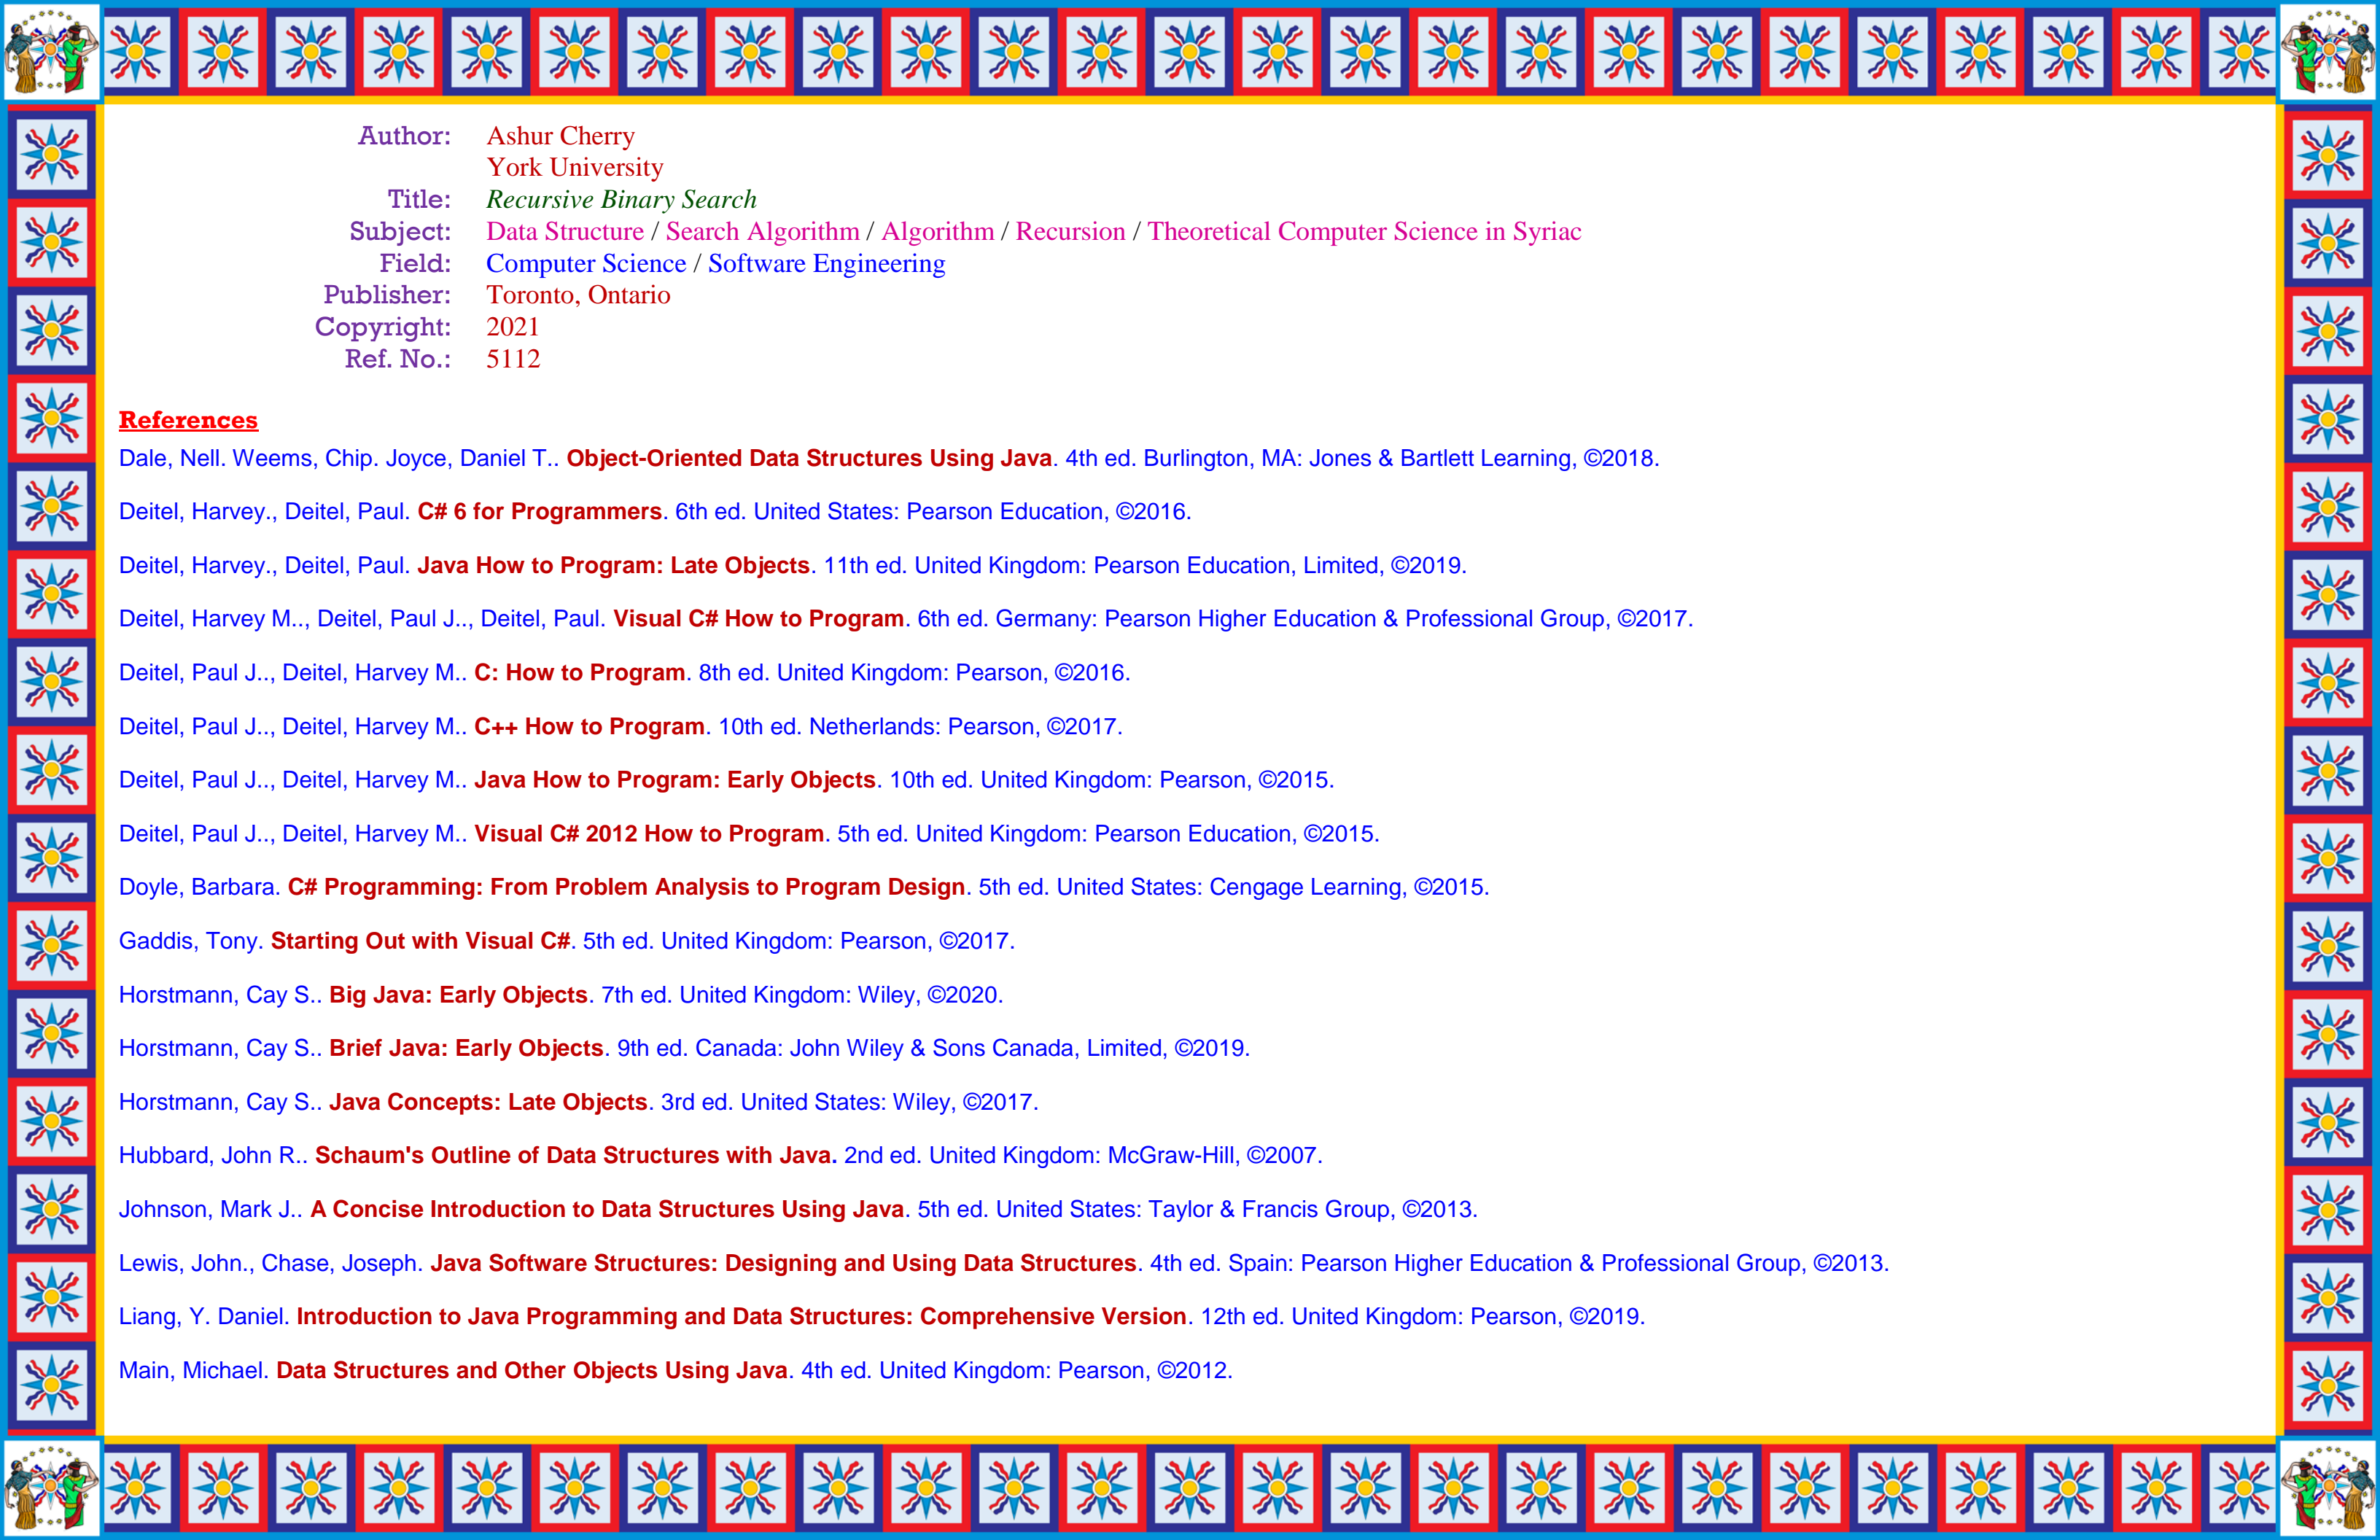 Author: Ashur Cherry
York University
Title: Recursive Binary Search
Subject: Data Structure / Search Algorithm / Algorithm / Recursion / Theoretical Computer Science in Syriac
Field: Computer Science / Software Engineering
Publisher: Toronto, Ontario
Copyright: 2021
Ref. No.: 5112
References
Dale, Nell. Weems, Chip. Joyce, Daniel T.. Object-Oriented Data Structures Using Java. 4th ed. Burlington, MA: Jones & Bartlett Learning, ©2018.
Deitel, Harvey., Deitel, Paul. C# 6 for Programmers. 6th ed. United States: Pearson Education, ©2016.
Deitel, Harvey., Deitel, Paul. Java How to Program: Late Objects. 11th ed. United Kingdom: Pearson Education, Limited, ©2019.
Deitel, Harvey M.., Deitel, Paul J.., Deitel, Paul. Visual C# How to Program. 6th ed. Germany: Pearson Higher Education & Professional Group, ©2017.
Deitel, Paul J.., Deitel, Harvey M.. C: How to Program. 8th ed. United Kingdom: Pearson, ©2016.
Deitel, Paul J.., Deitel, Harvey M.. C++ How to Program. 10th ed. Netherlands: Pearson, ©2017.
Deitel, Paul J.., Deitel, Harvey M.. Java How to Program: Early Objects. 10th ed. United Kingdom: Pearson, ©2015.
Deitel, Paul J.., Deitel, Harvey M.. Visual C# 2012 How to Program. 5th ed. United Kingdom: Pearson Education, ©2015.
Doyle, Barbara. C# Programming: From Problem Analysis to Program Design. 5th ed. United States: Cengage Learning, ©2015.
Gaddis, Tony. Starting Out with Visual C#. 5th ed. United Kingdom: Pearson, ©2017.
Horstmann, Cay S.. Big Java: Early Objects. 7th ed. United Kingdom: Wiley, ©2020.
Horstmann, Cay S.. Brief Java: Early Objects. 9th ed. Canada: John Wiley & Sons Canada, Limited, ©2019.
Horstmann, Cay S.. Java Concepts: Late Objects. 3rd ed. United States: Wiley, ©2017.
Hubbard, John R.. Schaum's Outline of Data Structures with Java. 2nd ed. United Kingdom: McGraw-Hill, ©2007.
Johnson, Mark J.. A Concise Introduction to Data Structures Using Java. 5th ed. United States: Taylor & Francis Group, ©2013.
Lewis, John., Chase, Joseph. Java Software Structures: Designing and Using Data Structures. 4th ed. Spain: Pearson Higher Education & Professional Group, ©2013.
Liang, Y. Daniel. Introduction to Java Programming and Data Structures: Comprehensive Version. 12th ed. United Kingdom: Pearson, ©2019.
Main, Michael. Data Structures and Other Objects Using Java. 4th ed. United Kingdom: Pearson, ©2012.